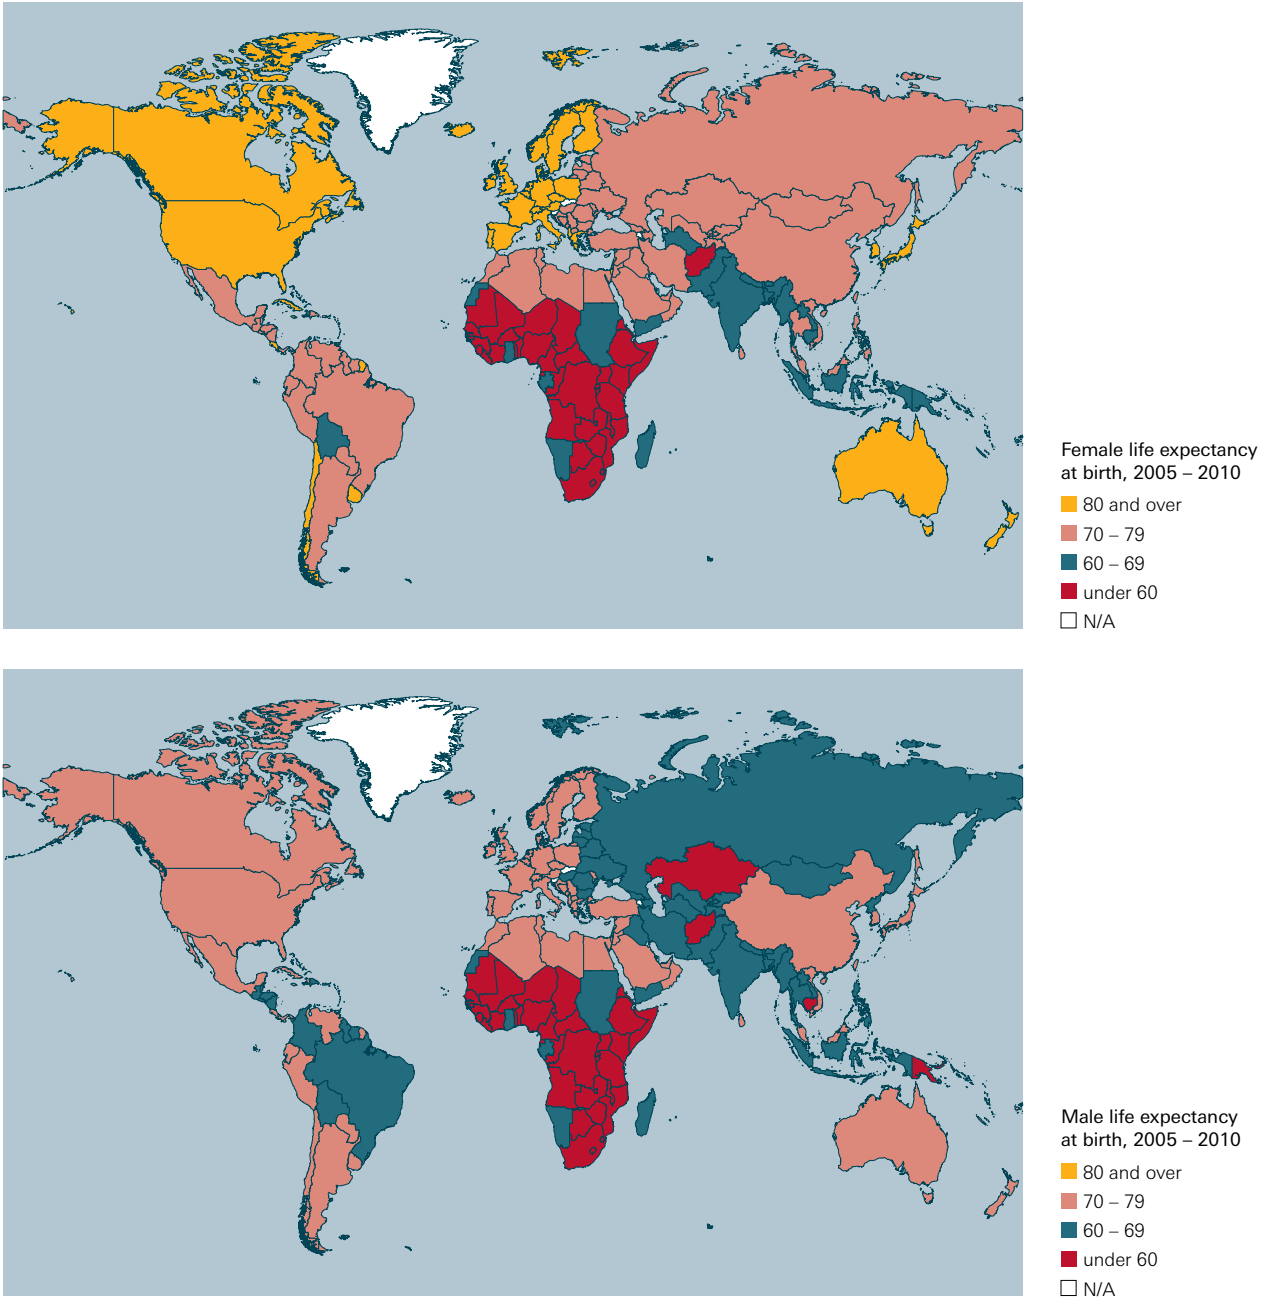 Female life expectancy
at birth, 2005 – 2010
80 and over
70 – 79
60 – 69
under 60
N/A
Male life expectancy
at birth, 2005 – 2010
80 and over
70 – 79
60 – 69
under 60
N/A